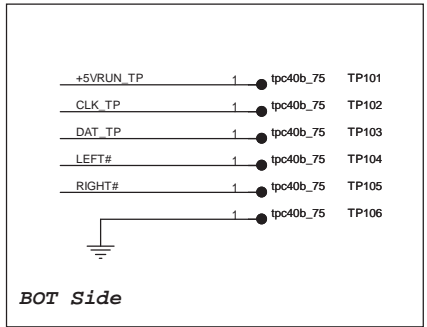 +5VRUN_TP 1 tpc40b_75 TP101
CLK_TP 1 tpc40b_75 TP102
DAT_TP 1 tpc40b_75 TP103
LEFT# 1 tpc40b_75 TP104
RIGHT# 1 tpc40b_75 TP105
1 tpc40b_75 TP106
BOT Side